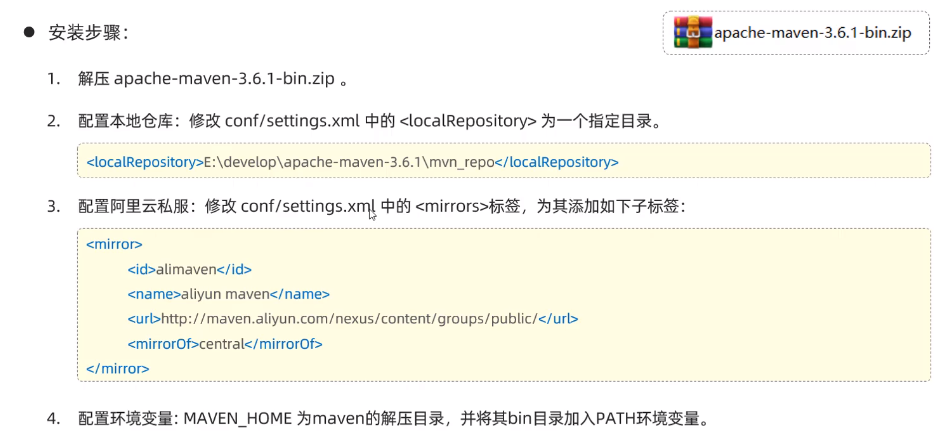 ● 安装步骤：
apache-maven-3.6.1-bin.zip
1. 解压 apache-maven-3.6.1-bin.zip 。
2. 配置本地仓库：修改 conf/settings.xml 中的 <localRepository> 为一个指定目录。
<localRepository>E:\develop\apache-maven-3.6.1\mvn_repo</localRepository>
3. 配置阿里云私服：修改 conf/settings.xml 中的 <mirrors>标签，为其添加如下子标签：
<mirror>
<id>alimaven</id>
<name>aliyun maven</name>
<url>http://maven.aliyun.com/nexus/content/groups/public/</url>
<mirrorOf>central</mirrorOf>
</mirror>
4. 配置环境变量: MAVEN_HOME 为maven的解压目录，并将其bin目录加入PATH环境变量。